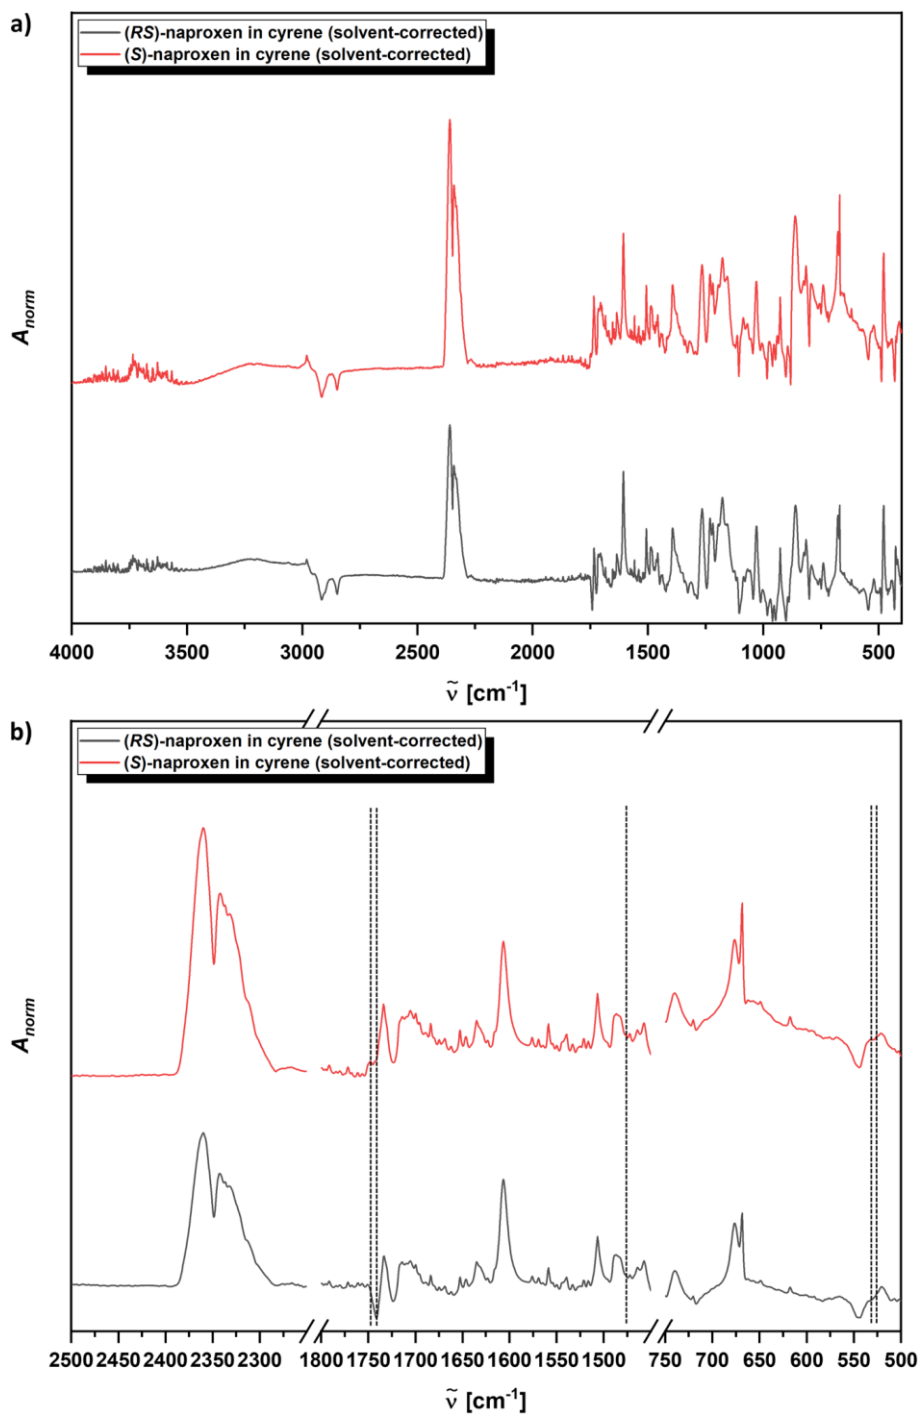 a)
(RS)-naproxen in cyrene (solvent-corrected)
(S)-naproxen in cyrene (solvent-corrected)
A_norm
4000 3500 3000 2500 2000 1500 1000 500
ṽ [cm⁻¹]
b)
(RS)-naproxen in cyrene (solvent-corrected)
(S)-naproxen in cyrene (solvent-corrected)
A_norm
2500 2450 2400 2350 2300 1800 1750 1700 1650 1600 1550 1500 750 700 650 600 550 500
ṽ [cm⁻¹]